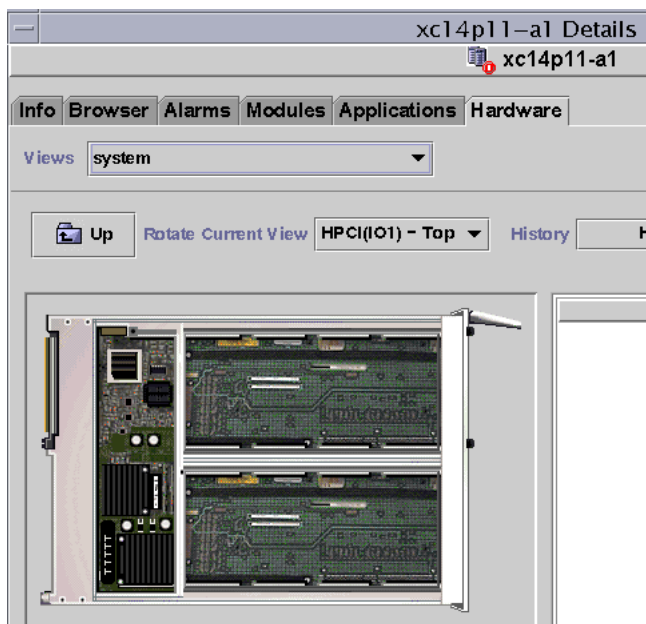 xc14p11-a1 Details
xc14p11-a1
Info Browser Alarms Modules Applications Hardware
Views system
Up Rotate Current View HPCI(IO1) - Top History H